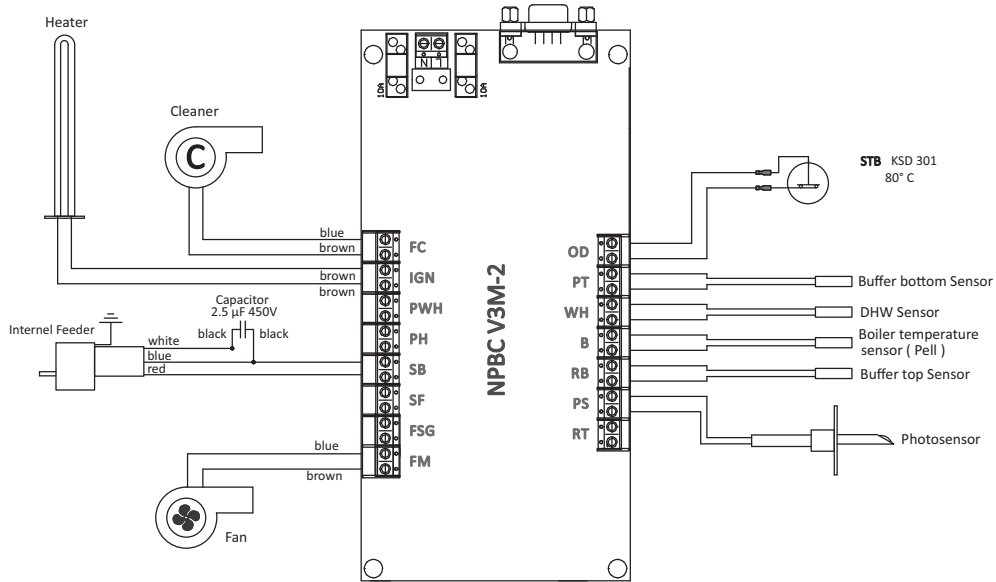 Heater
Cleaner
C
blue
brown
brown
brown
Capacitor
2.5 µF 450V
black
black
Internel Feeder
white
blue
red
blue
brown
Fan
10A
N L
10A
FC
IGN
PWH
PH
SB
SF
FSG
FM
NPBC V3M-2
OD
PT
WH
B
RB
PS
RT
STB KSD 301
80° C
Buffer bottom Sensor
DHW Sensor
Boiler temperature
sensor ( Pell )
Buffer top Sensor
Photosensor